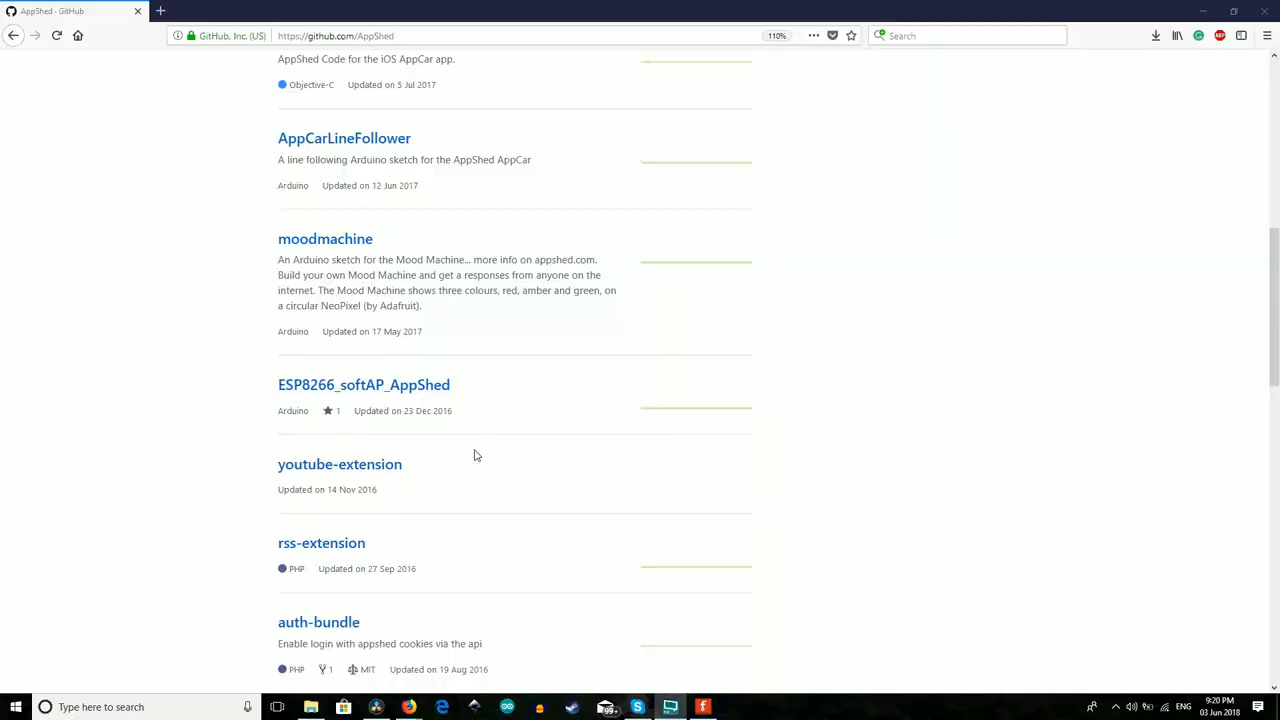 AppShed · GitHub
GitHub, Inc. (US)
https://github.com/AppShed
110%
Search
AppShed Code for the iOS AppCar app.
Objective-C Updated on 5 Jul 2017
AppCarLineFollower
A line following Arduino sketch for the AppShed AppCar
Arduino Updated on 12 Jun 2017
moodmachine
An Arduino sketch for the Mood Machine... more info on appshed.com.
Build your own Mood Machine and get a responses from anyone on the
internet. The Mood Machine shows three colours, red, amber and green, on
a circular NeoPixel (by Adafruit).
Arduino Updated on 17 May 2017
ESP8266_softAP_AppShed
Arduino 1 Updated on 23 Dec 2016
youtube-extension
Updated on 14 Nov 2016
rss-extension
PHP Updated on 27 Sep 2016
auth-bundle
Enable login with appshed cookies via the api
PHP 1 MIT Updated on 19 Aug 2016
Type here to search
99+
ENG
9:20 PM
03 Jun 2018